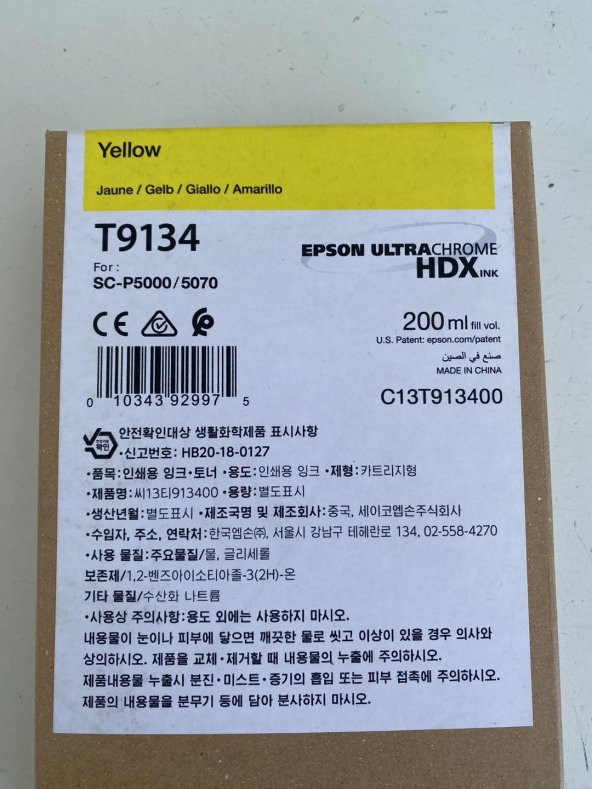 Yellow
Jaune / Gelb / Giallo / Amarillo
T9134
For :
SC-P5000/5070
EPSON ULTRACHROME
HDX INK
CE
200 ml fill vol.
U.S. Patent: epson.com/patent
صنع في الصين
MADE IN CHINA
0 10343 92997 5
C13T913400
확인
안전확인대상 생활화학제품 표시사항
•신고번호: HB20-18-0127
•품목:인쇄용 잉크•토너 •용도:인쇄용 잉크 •제형:카트리지형
•제품명:씨13티913400 •용량:별도표시
•생산년월:별도표시 •제조국명 및 제조회사:중국, 세이코엡손주식회사
•수입자, 주소, 연락처:한국엡손㈜, 서울시 강남구 테헤란로 134, 02-558-4270
•사용 물질:주요물질/물, 글리세롤
보존제/1,2-벤즈아이소티아졸-3(2H)-온
기타 물질/수산화 나트륨
•사용상 주의사항:용도 외에는 사용하지 마시오.
내용물이 눈이나 피부에 닿으면 깨끗한 물로 씻고 이상이 있을 경우 의사와
상의하시오. 제품을 교체•제거할 때 내용물의 누출에 주의하시오.
제품내용물 누출시 분진•미스트•증기의 흡입 또는 피부 접촉에 주의하시오.
제품의 내용물을 분무기 등에 담아 분사하지 마시오.